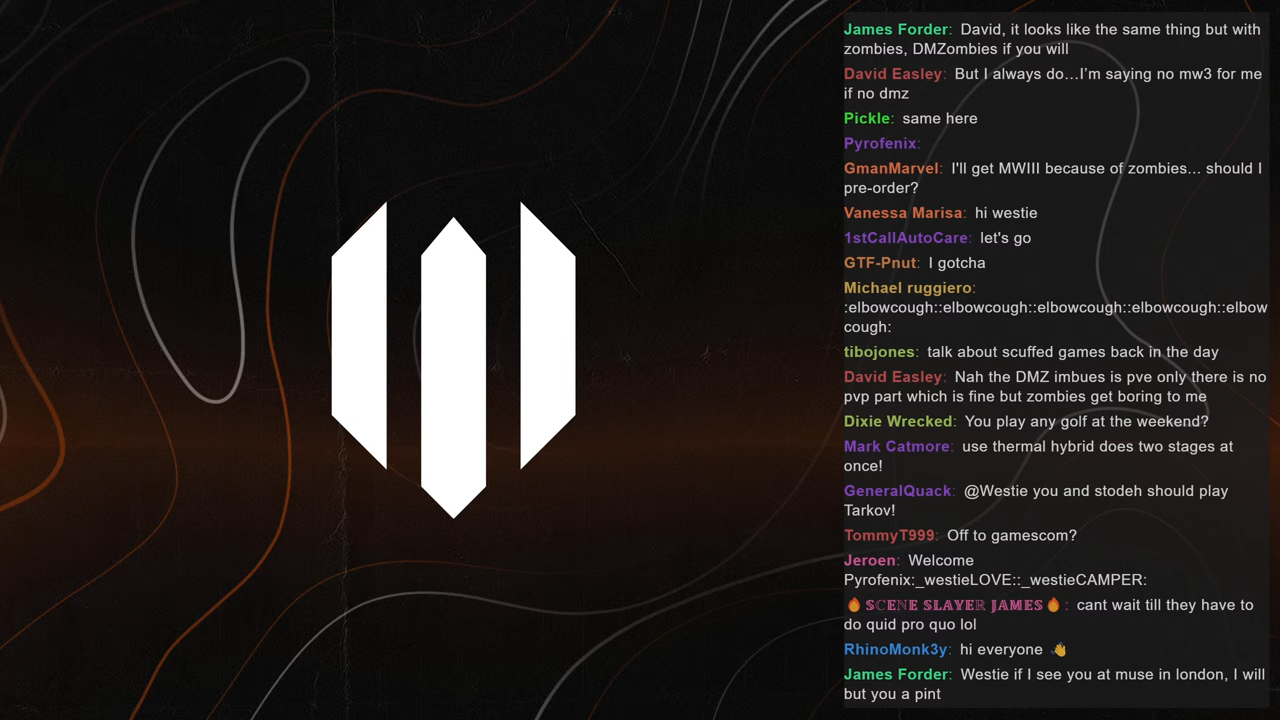 James Forder: David, it looks like the same thing but with
zombies, DMZombies if you will
David Easley: But I always do...I'm saying no mw3 for me
if no dmz
Pickle: same here
Pyrofenix:
GmanMarvel: I'll get MWIII because of zombies... should I
pre-order?
Vanessa Marisa: hi westie
1stCallAutoCare: let's go
GTF-Pnut: I gotcha
Michael ruggiero:
:elbowcough::elbowcough::elbowcough::elbowcough::elbow
cough:
tibojones: talk about scuffed games back in the day
David Easley: Nah the DMZ imbues is pve only there is no
pvp part which is fine but zombies get boring to me
Dixie Wrecked: You play any golf at the weekend?
Mark Catmore: use thermal hybrid does two stages at
once!
GeneralQuack: @Westie you and stodeh should play
Tarkov!
TommyT999: Off to gamescom?
Jeroen: Welcome
Pyrofenix:_westieLOVE::_westieCAMPER:
🔥 𝕊ℂ𝔼ℕ𝔼 𝕊𝕃𝔸𝕐𝔼ℝ 𝕁𝔸𝕄𝔼𝕊 🔥: cant wait till they have to
do quid pro quo lol
RhinoMonk3y: hi everyone 👋
James Forder: Westie if I see you at muse in london, I will
but you a pint